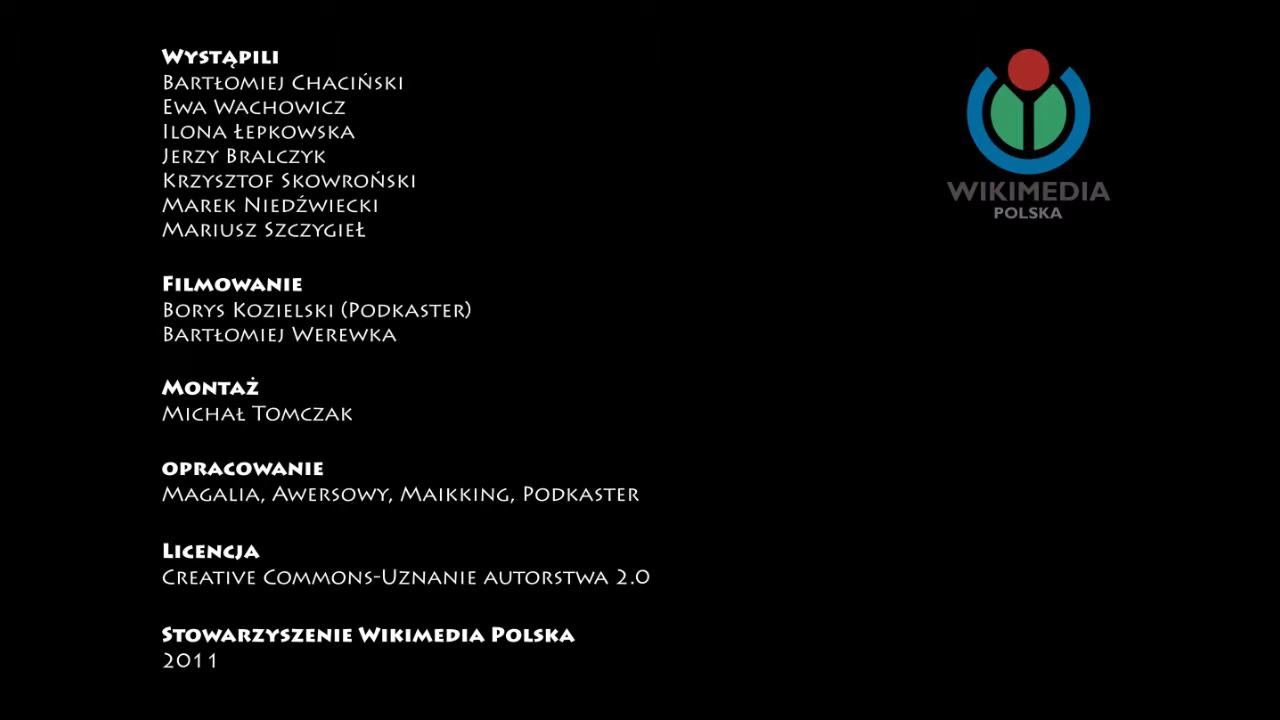 Wystąpili
Bartłomiej Chaciński
Ewa Wachowicz
Ilona Łepkowska
Jerzy Bralczyk
Krzysztof Skowroński
Marek Niedźwiecki
Mariusz Szczygieł
Filmowanie
Borys Kozielski (Podkaster)
Bartłomiej Werewka
Montaż
Michał Tomczak
opracowanie
Magalia, Awersowy, Maikking, Podkaster
Licencja
Creative Commons-Uznanie autorstwa 2.0
Stowarzyszenie Wikimedia Polska
2011
WIKIMEDIA
POLSKA